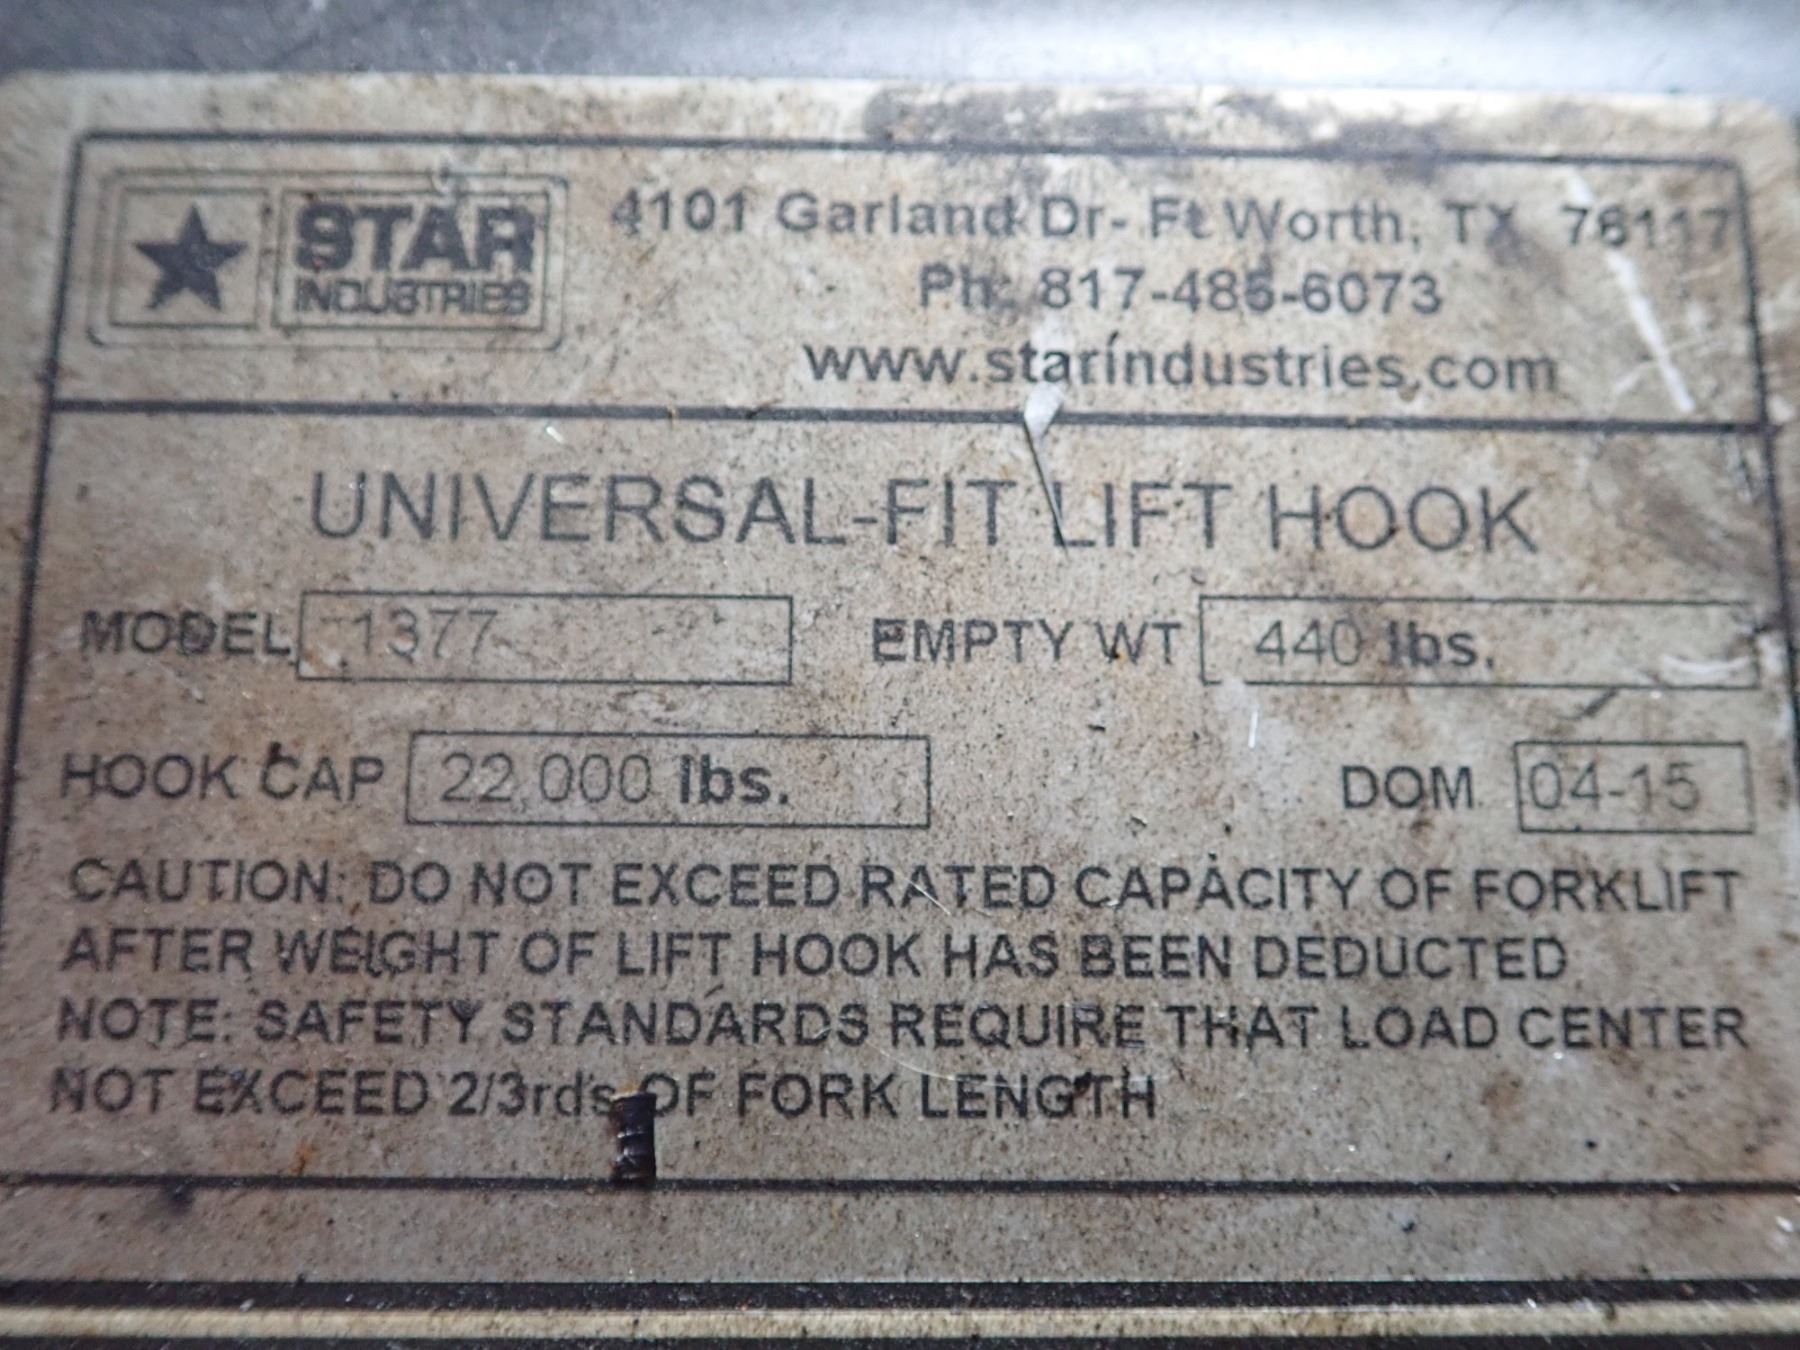 STAR
INDUSTRIES
4101 Garland Dr- Ft Worth, TX 76117
Ph: 817-485-6073
www.starindustries.com
UNIVERSAL-FIT LIFT HOOK
MODEL 1377 EMPTY WT 440 lbs.
HOOK CAP 22,000 lbs. DOM 04-15
CAUTION: DO NOT EXCEED RATED CAPACITY OF FORKLIFT
AFTER WEIGHT OF LIFT HOOK HAS BEEN DEDUCTED
NOTE: SAFETY STANDARDS REQUIRE THAT LOAD CENTER
NOT EXCEED 2/3rds OF FORK LENGTH